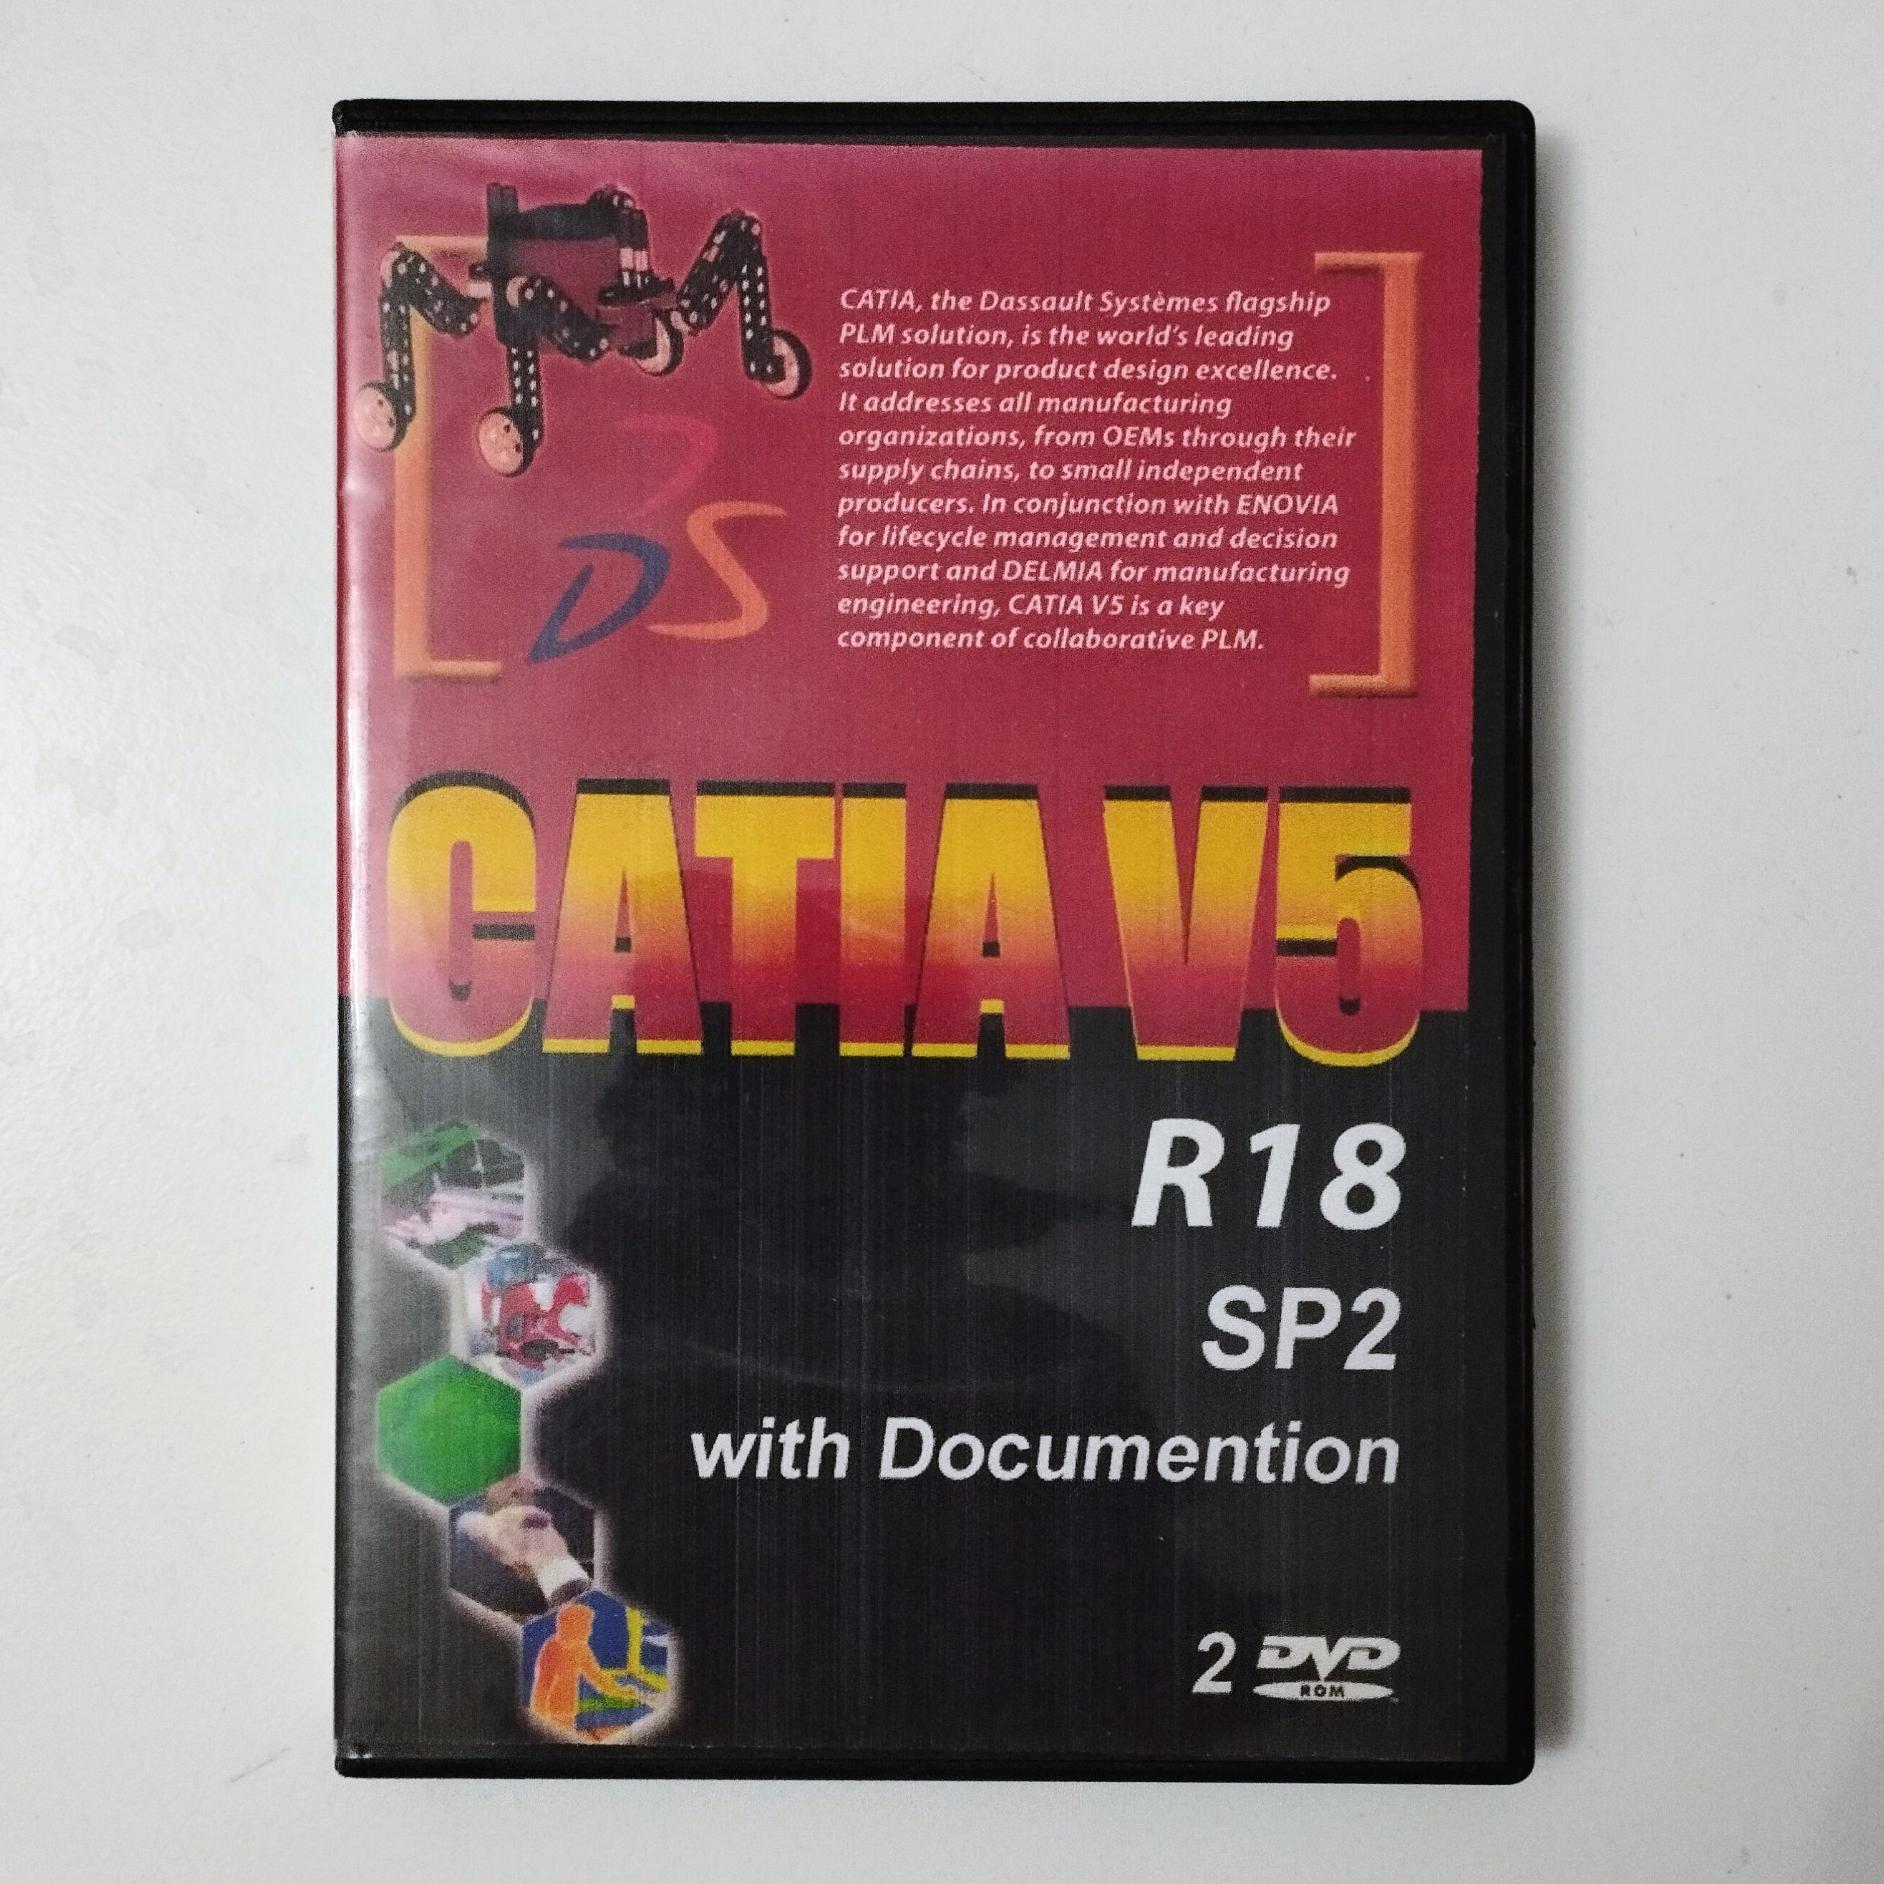 CATIA, the Dassault Systèmes flagship
PLM solution, is the world's leading
solution for product design excellence.
It addresses all manufacturing
organizations, from OEMs through their
supply chains, to small independent
producers. In conjunction with ENOVIA
for lifecycle management and decision
support and DELMIA for manufacturing
engineering, CATIA V5 is a key
component of collaborative PLM.
DS
CATIA V5
R18
SP2
with Documention
2 DVD
ROM